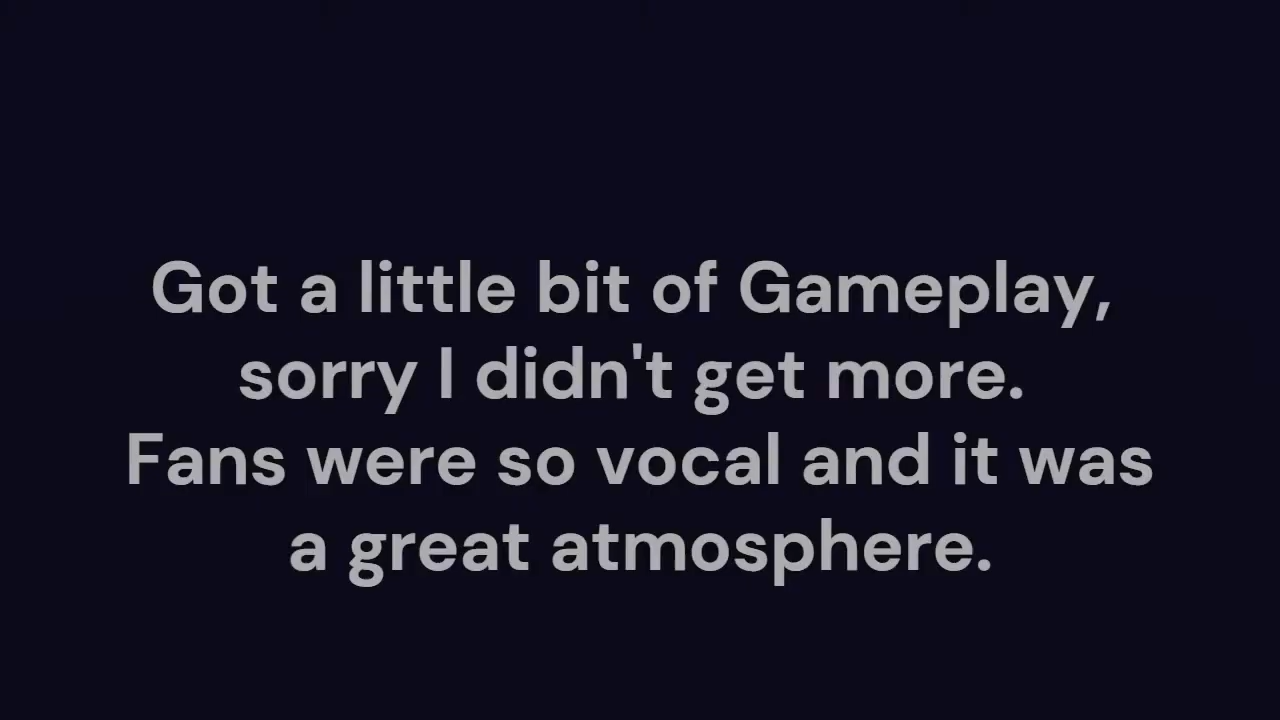 Got a little bit of Gameplay,
sorry I didn't get more.
Fans were so vocal and it was
a great atmosphere.